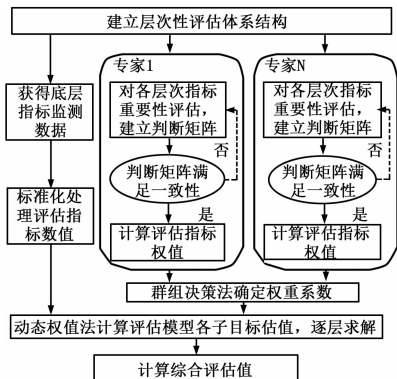 建立层次性评估体系结构
获得底层
指标监测
数据
标准化处
理评估指
标数值
专家1
对各层次指标
重要性评估，
建立判断矩阵
否
判断矩阵满
足一致性
是
计算评估指标
权值
专家N
对各层次指标
重要性评估，
建立判断矩阵
否
判断矩阵满
足一致性
是
计算评估指标
权值
群组决策法确定权重系数
动态权值法计算评估模型各子目标估值，逐层求解
计算综合评估值